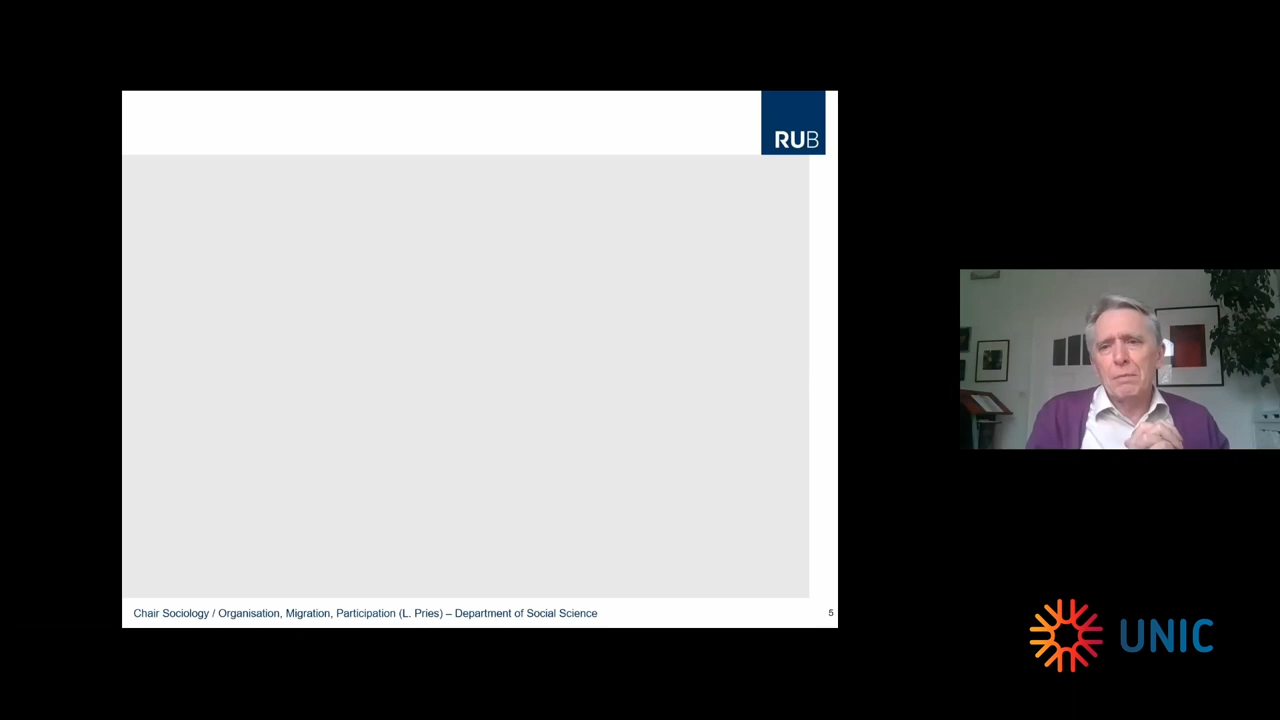 RUB
Chair Sociology / Organisation, Migration, Participation (L. Pries) – Department of Social Science
5
UNIC